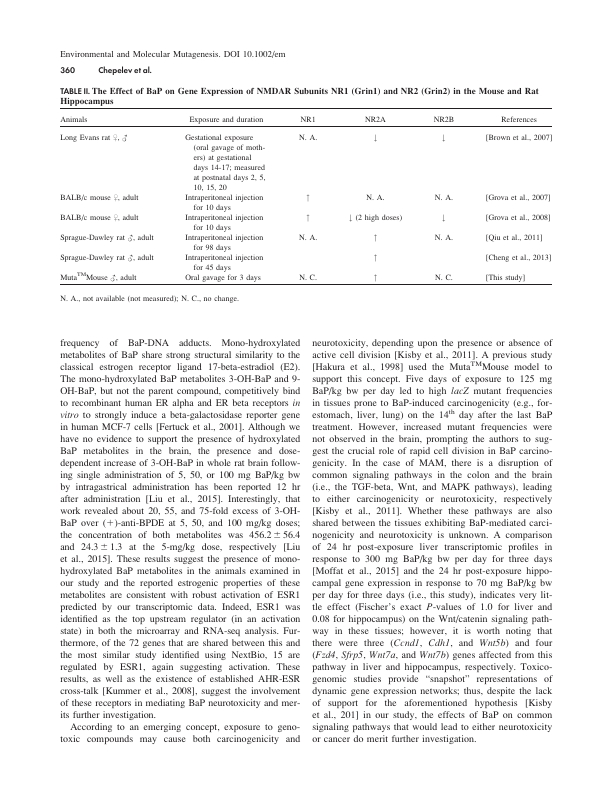 Environmental and Molecular Mutagenesis. DOI 10.1002/em
360 Chepelev et al.
TABLE II. The Effect of BaP on Gene Expression of NMDAR Subunits NR1 (Grin1) and NR2 (Grin2) in the Mouse and Rat
Hippocampus
Animals Exposure and duration NR1 NR2A NR2B References
Long Evans rat ♀, ♂ Gestational exposure N. A. ↓ ↓ [Brown et al., 2007]
(oral gavage of moth-
ers) at gestational
days 14-17; measured
at postnatal days 2, 5,
10, 15, 20
BALB/c mouse ♀, adult Intraperitoneal injection ↑ N. A. N. A. [Grova et al., 2007]
for 10 days
BALB/c mouse ♀, adult Intraperitoneal injection ↑ ↓ (2 high doses) ↓ [Grova et al., 2008]
for 10 days
Sprague-Dawley rat ♂, adult Intraperitoneal injection N. A. ↑ N. A. [Qiu et al., 2011]
for 98 days
Sprague-Dawley rat ♂, adult Intraperitoneal injection ↑ [Cheng et al., 2013]
for 45 days
Muta™Mouse ♂, adult Oral gavage for 3 days N. C. ↑ N. C. [This study]
N. A., not available (not measured); N. C., no change.
frequency of BaP-DNA adducts. Mono-hydroxylated
metabolites of BaP share strong structural similarity to the
classical estrogen receptor ligand 17-beta-estradiol (E2).
The mono-hydroxylated BaP metabolites 3-OH-BaP and 9-
OH-BaP, but not the parent compound, competitively bind
to recombinant human ER alpha and ER beta receptors in
vitro to strongly induce a beta-galactosidase reporter gene
in human MCF-7 cells [Fertuck et al., 2001]. Although we
have no evidence to support the presence of hydroxylated
BaP metabolites in the brain, the presence and dose-
dependent increase of 3-OH-BaP in whole rat brain follow-
ing single administration of 5, 50, or 100 mg BaP/kg bw
by intragastrical administration has been reported 12 hr
after administration [Liu et al., 2015]. Interestingly, that
work revealed about 20, 55, and 75-fold excess of 3-OH-
BaP over (+)-anti-BPDE at 5, 50, and 100 mg/kg doses;
the concentration of both metabolites was 456.2 ± 56.4
and 24.3 ± 1.3 at the 5-mg/kg dose, respectively [Liu
et al., 2015]. These results suggest the presence of mono-
hydroxylated BaP metabolites in the animals examined in
our study and the reported estrogenic properties of these
metabolites are consistent with robust activation of ESR1
predicted by our transcriptomic data. Indeed, ESR1 was
identified as the top upstream regulator (in an activation
state) in both the microarray and RNA-seq analysis. Fur-
thermore, of the 72 genes that are shared between this and
the most similar study identified using NextBio, 15 are
regulated by ESR1, again suggesting activation. These
results, as well as the existence of established AHR-ESR
cross-talk [Kummer et al., 2008], suggest the involvement
of these receptors in mediating BaP neurotoxicity and mer-
its further investigation.
According to an emerging concept, exposure to geno-
toxic compounds may cause both carcinogenicity and
neurotoxicity, depending upon the presence or absence of
active cell division [Kisby et al., 2011]. A previous study
[Hakura et al., 1998] used the Muta™Mouse model to
support this concept. Five days of exposure to 125 mg
BaP/kg bw per day led to high lacZ mutant frequencies
in tissues prone to BaP-induced carcinogenicity (e.g., for-
estomach, liver, lung) on the 14th day after the last BaP
treatment. However, increased mutant frequencies were
not observed in the brain, prompting the authors to sug-
gest the crucial role of rapid cell division in BaP carcino-
genicity. In the case of MAM, there is a disruption of
common signaling pathways in the colon and the brain
(i.e., the TGF-beta, Wnt, and MAPK pathways), leading
to either carcinogenicity or neurotoxicity, respectively
[Kisby et al., 2011]. Whether these pathways are also
shared between the tissues exhibiting BaP-mediated carci-
nogenicity and neurotoxicity is unknown. A comparison
of 24 hr post-exposure liver transcriptomic profiles in
response to 300 mg BaP/kg bw per day for three days
[Moffat et al., 2015] and the 24 hr post-exposure hippo-
campal gene expression in response to 70 mg BaP/kg bw
per day for three days (i.e., this study), indicates very lit-
tle effect (Fischer's exact P-values of 1.0 for liver and
0.08 for hippocampus) on the Wnt/catenin signaling path-
way in these tissues; however, it is worth noting that
there were three (Ccnd1, Cdh1, and Wnt5b) and four
(Fzd4, Sfrp5, Wnt7a, and Wnt7b) genes affected from this
pathway in liver and hippocampus, respectively. Toxico-
genomic studies provide “snapshot” representations of
dynamic gene expression networks; thus, despite the lack
of support for the aforementioned hypothesis [Kisby
et al., 201] in our study, the effects of BaP on common
signaling pathways that would lead to either neurotoxicity
or cancer do merit further investigation.